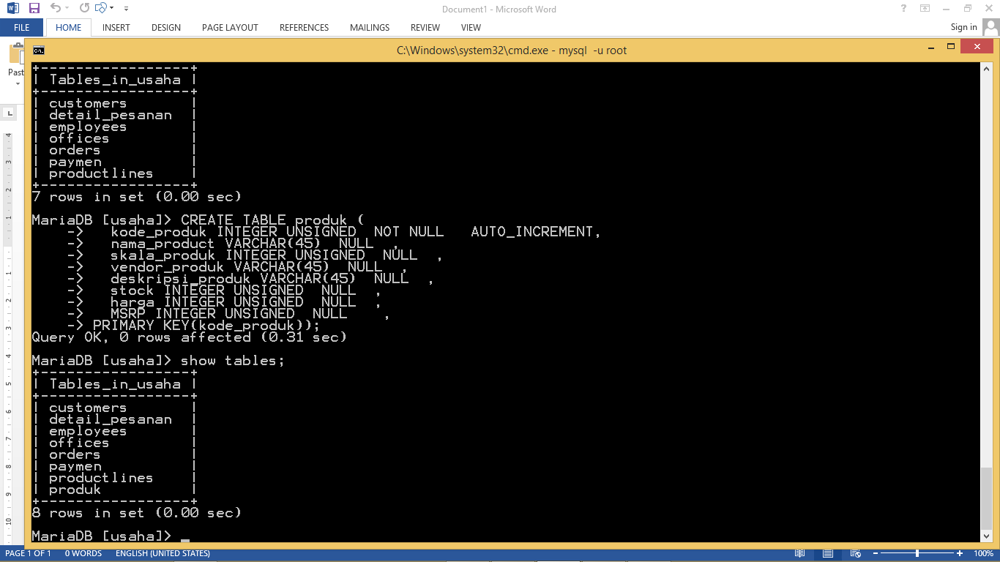 Document1 - Microsoft Word
FILE HOME INSERT DESIGN PAGE LAYOUT REFERENCES MAILINGS REVIEW VIEW Sign in
C:\Windows\system32\cmd.exe - mysql  -u root
Past
+------------------+
| Tables_in_usaha |
+------------------+
| customers       |
| detail_pesanan  |
| employees       |
| offices         |
| orders          |
| paymen          |
| productlines    |
+------------------+
7 rows in set (0.00 sec)
MariaDB [usaha]> CREATE TABLE produk (
    ->   kode_produk INTEGER UNSIGNED  NOT NULL   AUTO_INCREMENT,
    ->   nama_product VARCHAR(45)  NULL  ,
    ->   skala_produk INTEGER UNSIGNED  NULL  ,
    ->   vendor_produk VARCHAR(45)  NULL  ,
    ->   deskripsi_produk VARCHAR(45)  NULL  ,
    ->   stock INTEGER UNSIGNED  NULL  ,
    ->   harga INTEGER UNSIGNED  NULL  ,
    ->   MSRP INTEGER UNSIGNED  NULL    ,
    -> PRIMARY KEY(kode_produk));
Query OK, 0 rows affected (0.31 sec)
MariaDB [usaha]> show tables;
+------------------+
| Tables_in_usaha |
+------------------+
| customers       |
| detail_pesanan  |
| employees       |
| offices         |
| orders          |
| paymen          |
| productlines    |
| produk          |
+------------------+
8 rows in set (0.00 sec)
MariaDB [usaha]> _
PAGE 1 OF 1 0 WORDS ENGLISH (UNITED STATES) 100%